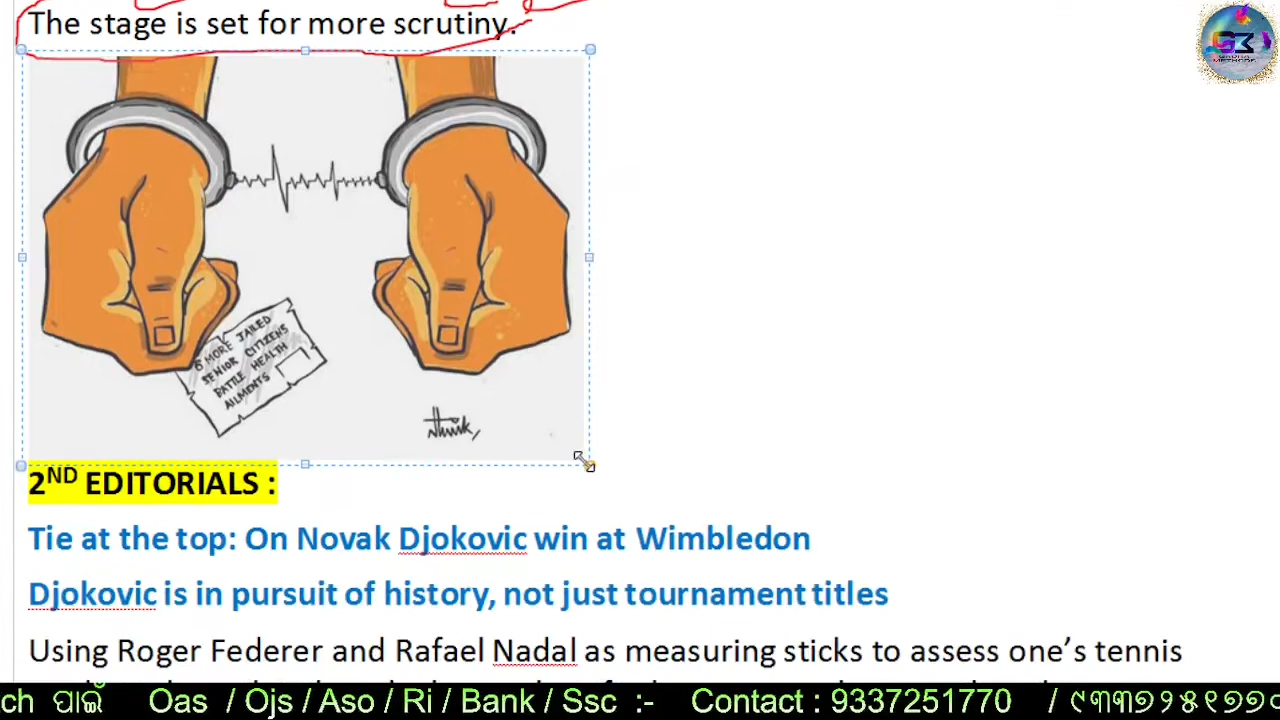 The stage is set for more scrutiny.
6 MORE JAILED
SENIOR CITIZENS
BATTLE HEALTH
AILMENTS
2ND EDITORIALS :
Tie at the top: On Novak Djokovic win at Wimbledon
Djokovic is in pursuit of history, not just tournament titles
Using Roger Federer and Rafael Nadal as measuring sticks to assess one’s tennis
ch ପାଇଁ Oas / Ojs / Aso / Ri / Bank / Ssc :- Contact : 9337251770 / ୯୩୩୭୨୫୧୭୭୦